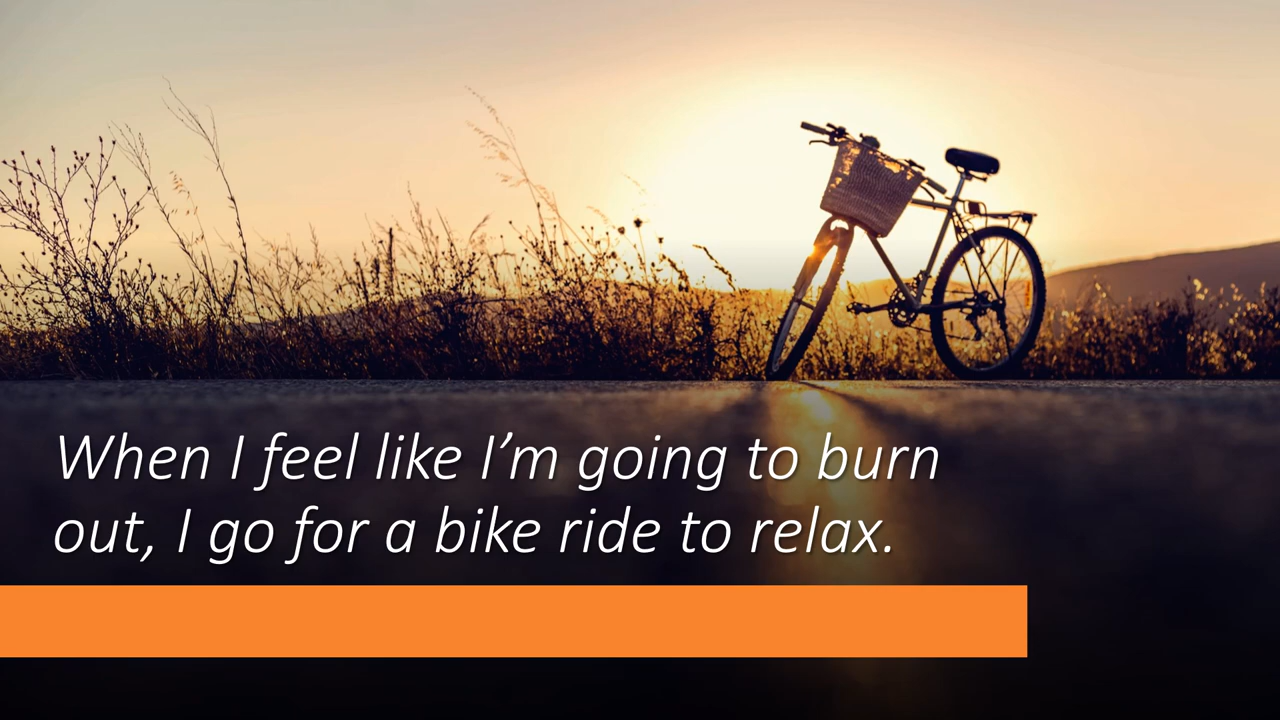 When I feel like I’m going to burn
out, I go for a bike ride to relax.